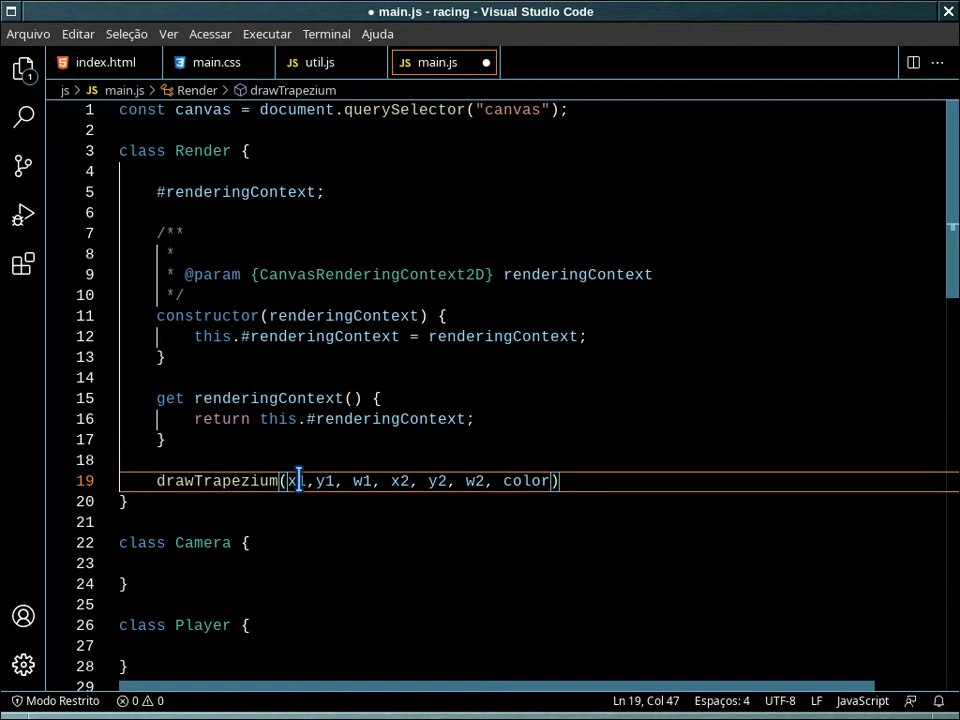 ● main.js - racing - Visual Studio Code
Arquivo Editar Seleção Ver Acessar Executar Terminal Ajuda
index.html main.css JS util.js JS main.js
js > JS main.js > Render > drawTrapezium
1 const canvas = document.querySelector("canvas");
2
3 class Render {
4
5 #renderingContext;
6
7 /**
8 *
9 * @param {CanvasRenderingContext2D} renderingContext
10 */
11 constructor(renderingContext) {
12 this.#renderingContext = renderingContext;
13 }
14
15 get renderingContext() {
16 return this.#renderingContext;
17 }
18
19 drawTrapezium(x1,y1, w1, x2, y2, w2, color)
20 }
21
22 class Camera {
23
24 }
25
26 class Player {
27
28 }
29
Modo Restrito 0 0 Ln 19, Col 47 Espaços: 4 UTF-8 LF JavaScript